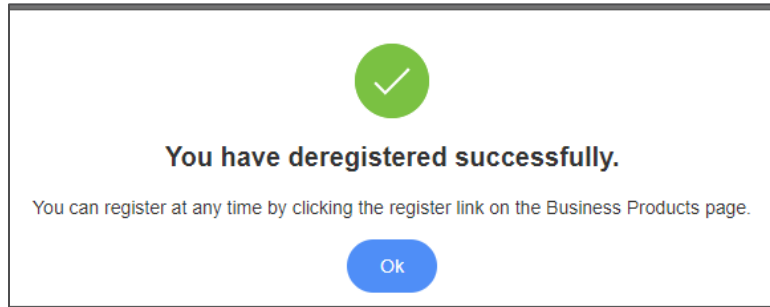 You have deregistered successfully.
You can register at any time by clicking the register link on the Business Products page.
Ok